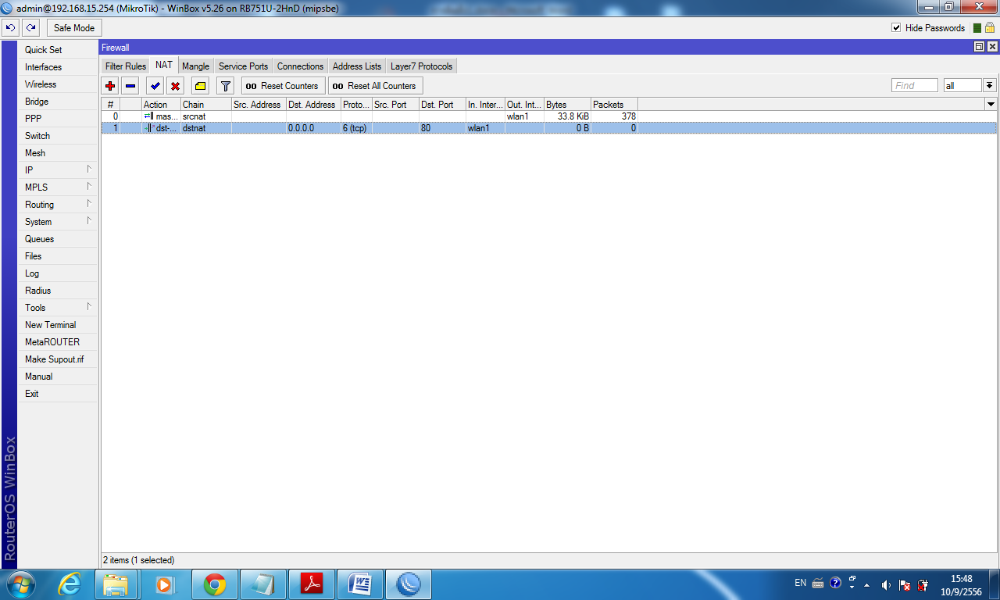 admin@192.168.15.254 (MikroTik) - WinBox v5.26 on RB751U-2HnD (mipsbe)
Safe Mode
Hide Passwords
Quick Set
Interfaces
Wireless
Bridge
PPP
Switch
Mesh
IP
MPLS
Routing
System
Queues
Files
Log
Radius
Tools
New Terminal
MetaROUTER
Make Supout.rif
Manual
Exit
RouterOS WinBox
Firewall
Filter Rules NAT Mangle Service Ports Connections Address Lists Layer7 Protocols
00 Reset Counters 00 Reset All Counters Find all
# Action Chain Src. Address Dst. Address Proto... Src. Port Dst. Port In. Inter... Out. Int... Bytes Packets
0 mas... srcnat wlan1 33.8 KiB 378
1 dst-... dstnat 0.0.0.0 6 (tcp) 80 wlan1 0 B 0
2 items (1 selected)
EN
15:48
10/9/2556